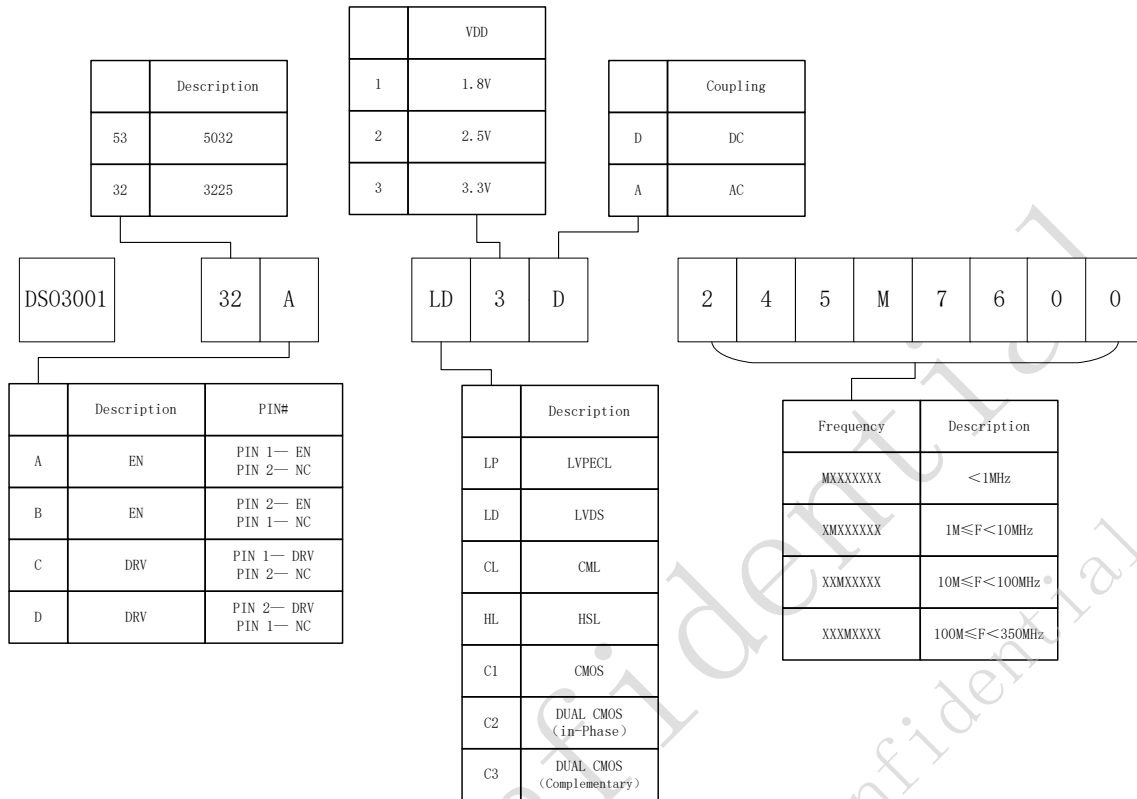 VDD
1 1.8V
2 2.5V
3 3.3V
Description
53 5032
32 3225
Coupling
D DC
A AC
DSO3001 32 A LD 3 D 2 4 5 M 7 6 0 0
Description PIN#
A EN PIN 1— EN
PIN 2— NC
B EN PIN 2— EN
PIN 1— NC
C DRV PIN 1— DRV
PIN 2— NC
D DRV PIN 2— DRV
PIN 1— NC
Description
LP LVPECL
LD LVDS
CL CML
HL HSL
C1 CMOS
C2 DUAL CMOS
(in-Phase)
C3 DUAL CMOS
(Complementary)
Frequency Description
MXXXXXXX <1MHz
XMXXXXXX 1M≤F<10MHz
XXMXXXXX 10M≤F<100MHz
XXXMXXXX 100M≤F<350MHz
fidential
nfidential